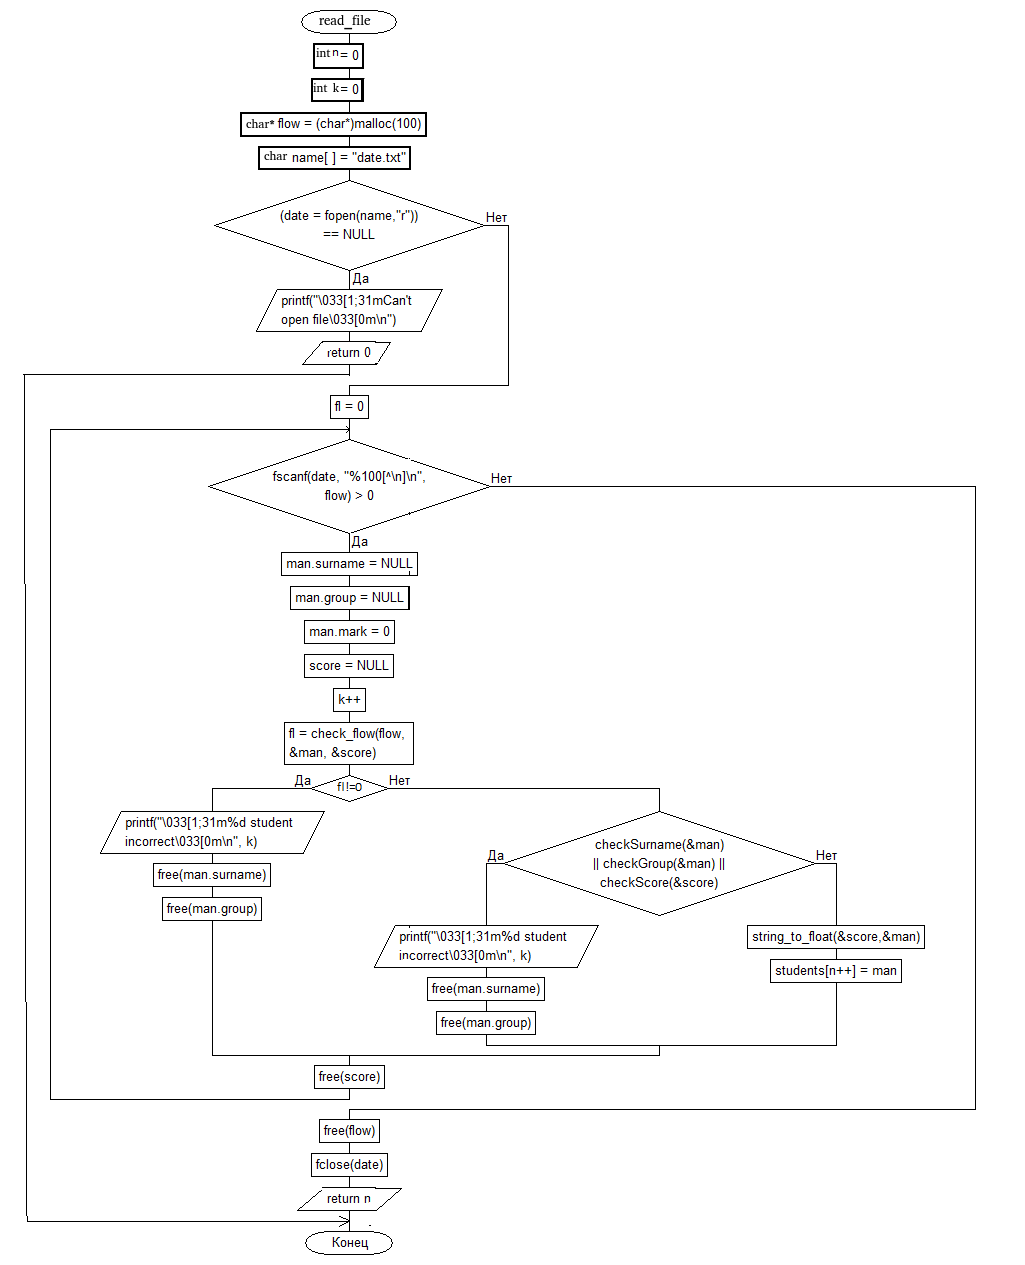 read_file
int n = 0
int k = 0
char* flow = (char*)malloc(100)
char name[ ] = "date.txt"
(date = fopen(name,"r"))
== NULL
Нет
Да
printf("\033[1;31mCan't
open file\033[0m\n")
return 0
fl = 0
fscanf(date, "%100[^\n]\n",
flow) > 0
Нет
Да
man.surname = NULL
man.group = NULL
man.mark = 0
score = NULL
k++
fl = check_flow(flow,
&man, &score)
Да
fl!=0
Нет
printf("\033[1;31m%d student
incorrect\033[0m\n", k)
free(man.surname)
free(man.group)
checkSurname(&man)
|| checkGroup(&man) ||
checkScore(&score)
Да
Нет
printf("\033[1;31m%d student
incorrect\033[0m\n", k)
free(man.surname)
free(man.group)
string_to_float(&score,&man)
students[n++] = man
free(score)
free(flow)
fclose(date)
return n
Конец